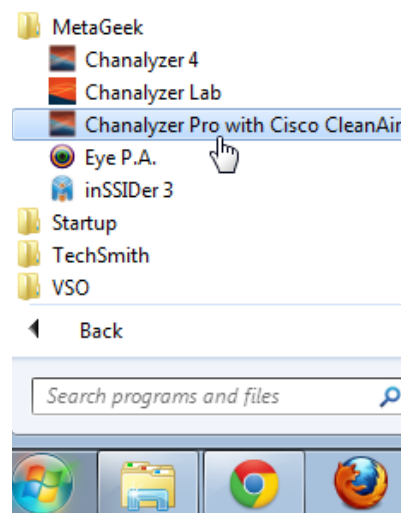 MetaGeek
Chanalyzer 4
Chanalyzer Lab
Chanalyzer Pro with Cisco CleanAir
Eye P.A.
inSSIDer 3
Startup
TechSmith
VSO
Back
Search programs and files